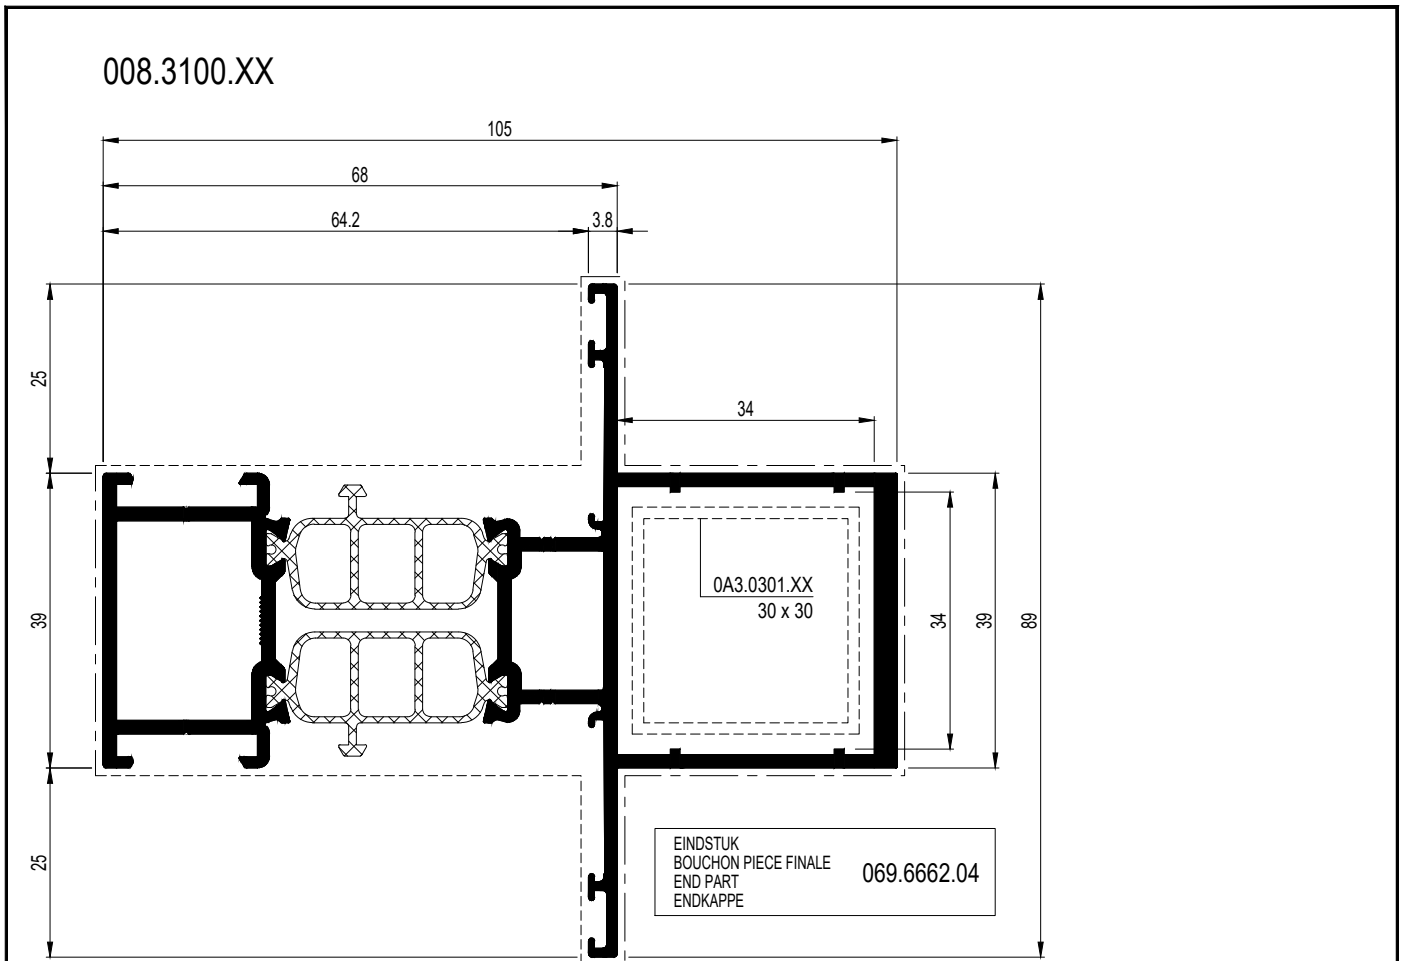 008.3100.XX
105
68
64.2
3.8
25
34
39
34
39
89
0A3.0301.XX
30 x 30
25
EINDSTUK
BOUCHON PIECE FINALE
END PART
ENDKAPPE
069.6662.04